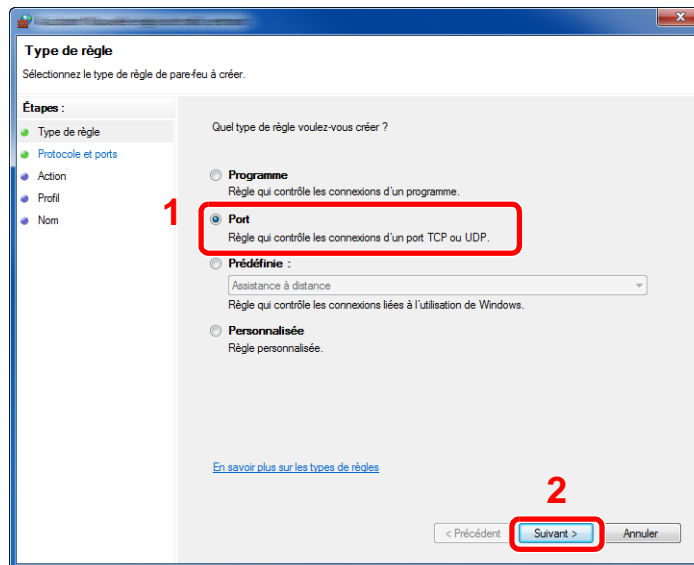 Type de règle
Sélectionnez le type de règle de pare-feu à créer.
Étapes :
Type de règle
Protocole et ports
Action
Profil
Nom
Quel type de règle voulez-vous créer ?
Programme
Règle qui contrôle les connexions d'un programme.
1
Port
Règle qui contrôle les connexions d'un port TCP ou UDP.
Prédéfinie :
Assistance à distance
Règle qui contrôle les connexions liées à l'utilisation de Windows.
Personnalisée
Règle personnalisée.
En savoir plus sur les types de règles
2
< Précédent Suivant > Annuler